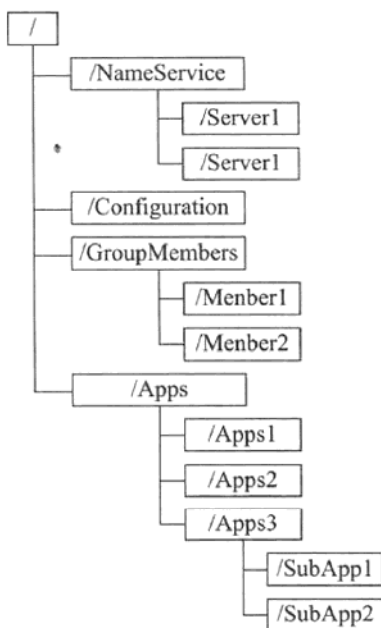 /
/NameService
/Server1
/Server1
/Configuration
/GroupMembers
/Menber1
/Menber2
/Apps
/Apps1
/Apps2
/Apps3
/SubApp1
/SubApp2